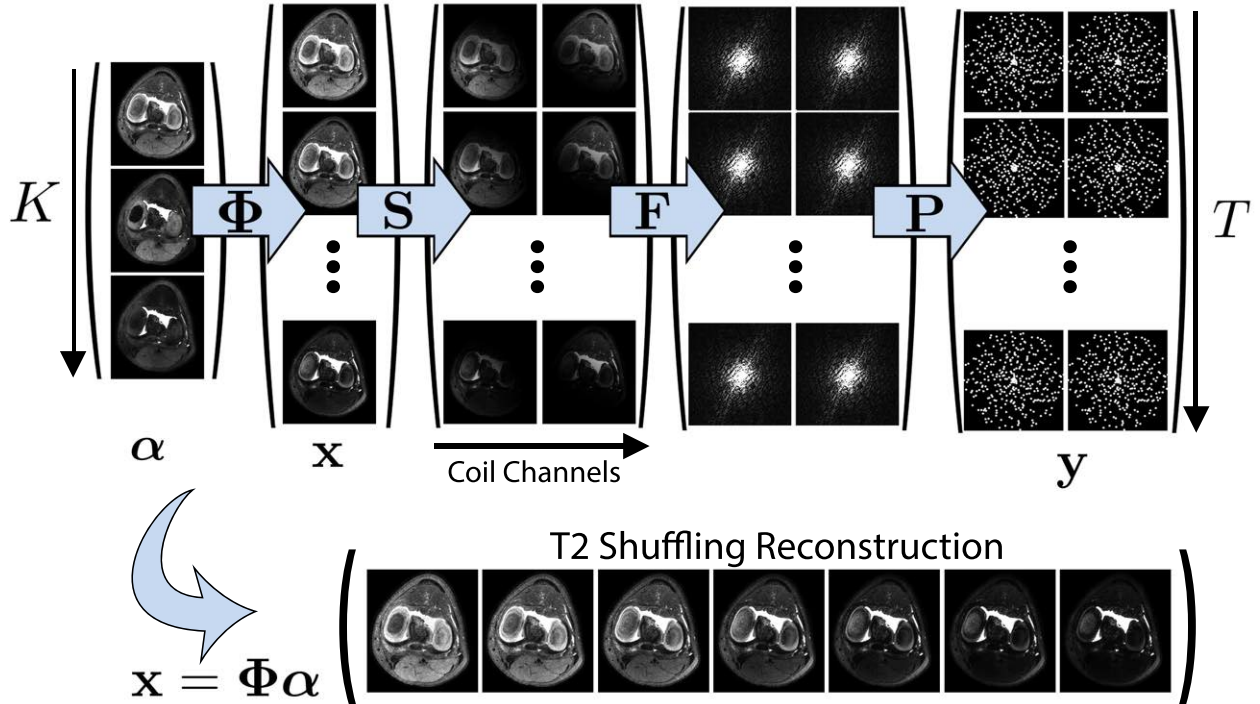 K
Φ
S
F
P
T
α
x
Coil Channels
y
T2 Shuffling Reconstruction
x = Φα